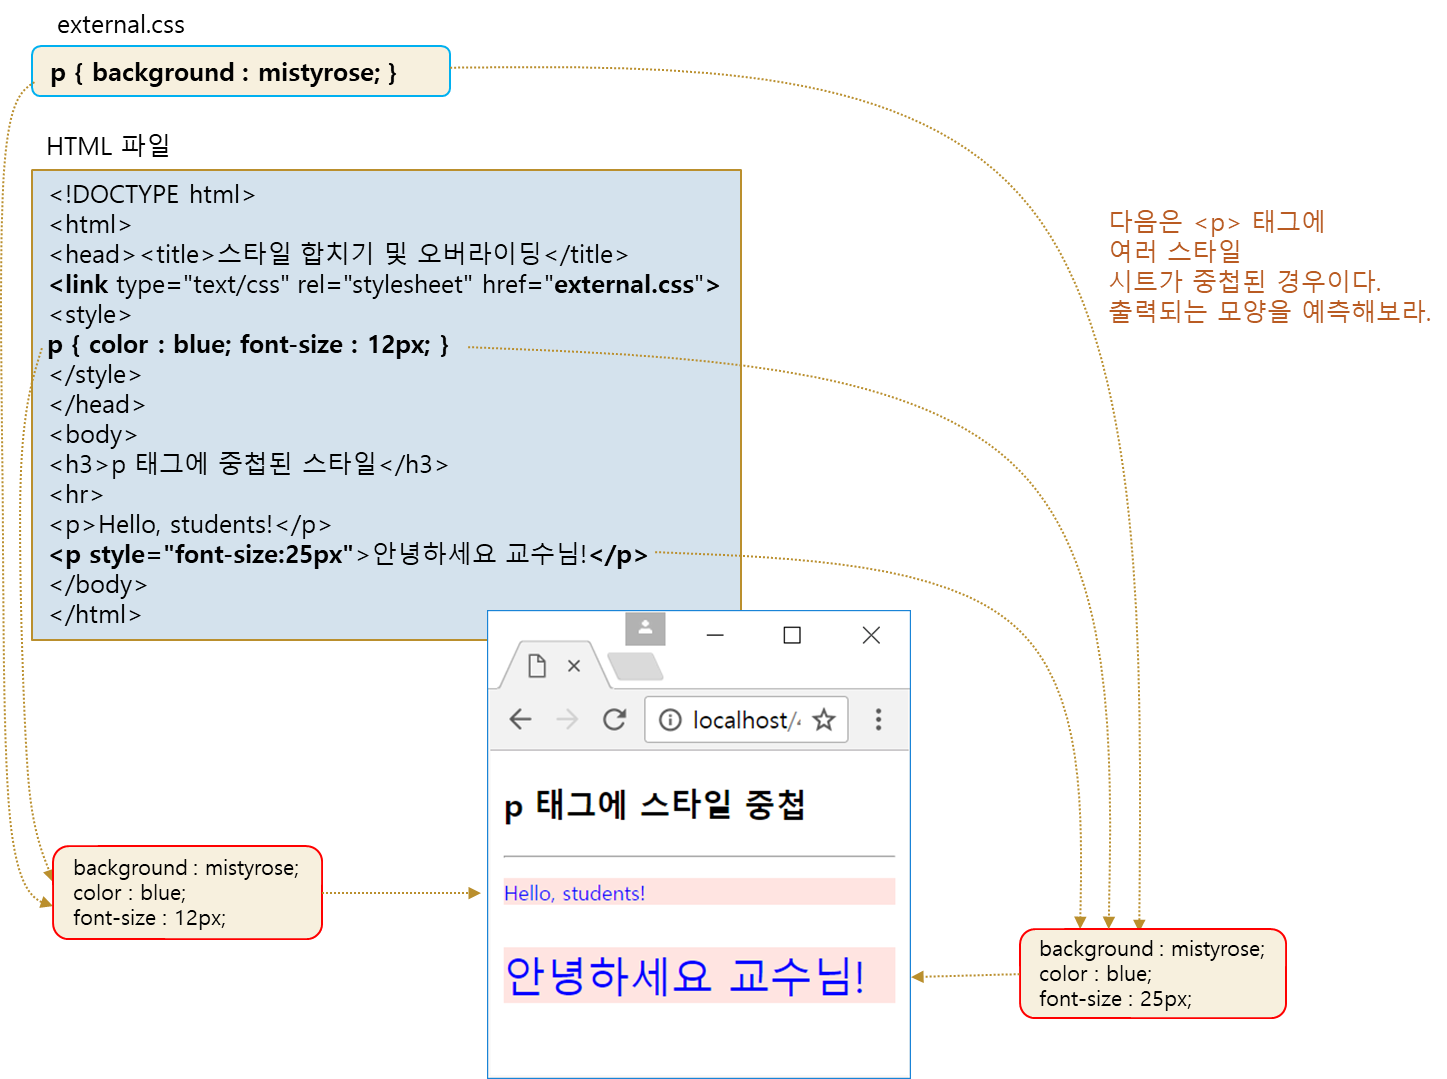 external.css
p { background : mistyrose; }
HTML 파일
<!DOCTYPE html>
<html>
<head><title>스타일 합치기 및 오버라이딩</title>
<link type="text/css" rel="stylesheet" href="external.css">
<style>
p { color : blue; font-size : 12px; }
</style>
</head>
<body>
<h3>p 태그에 중첩된 스타일</h3>
<hr>
<p>Hello, students!</p>
<p style="font-size:25px">안녕하세요 교수님!</p>
</body>
</html>
다음은 <p> 태그에
여러 스타일
시트가 중첩된 경우이다.
출력되는 모양을 예측해보라.
localhost/
p 태그에 스타일 중첩
Hello, students!
안녕하세요 교수님!
background : mistyrose;
color : blue;
font-size : 12px;
background : mistyrose;
color : blue;
font-size : 25px;